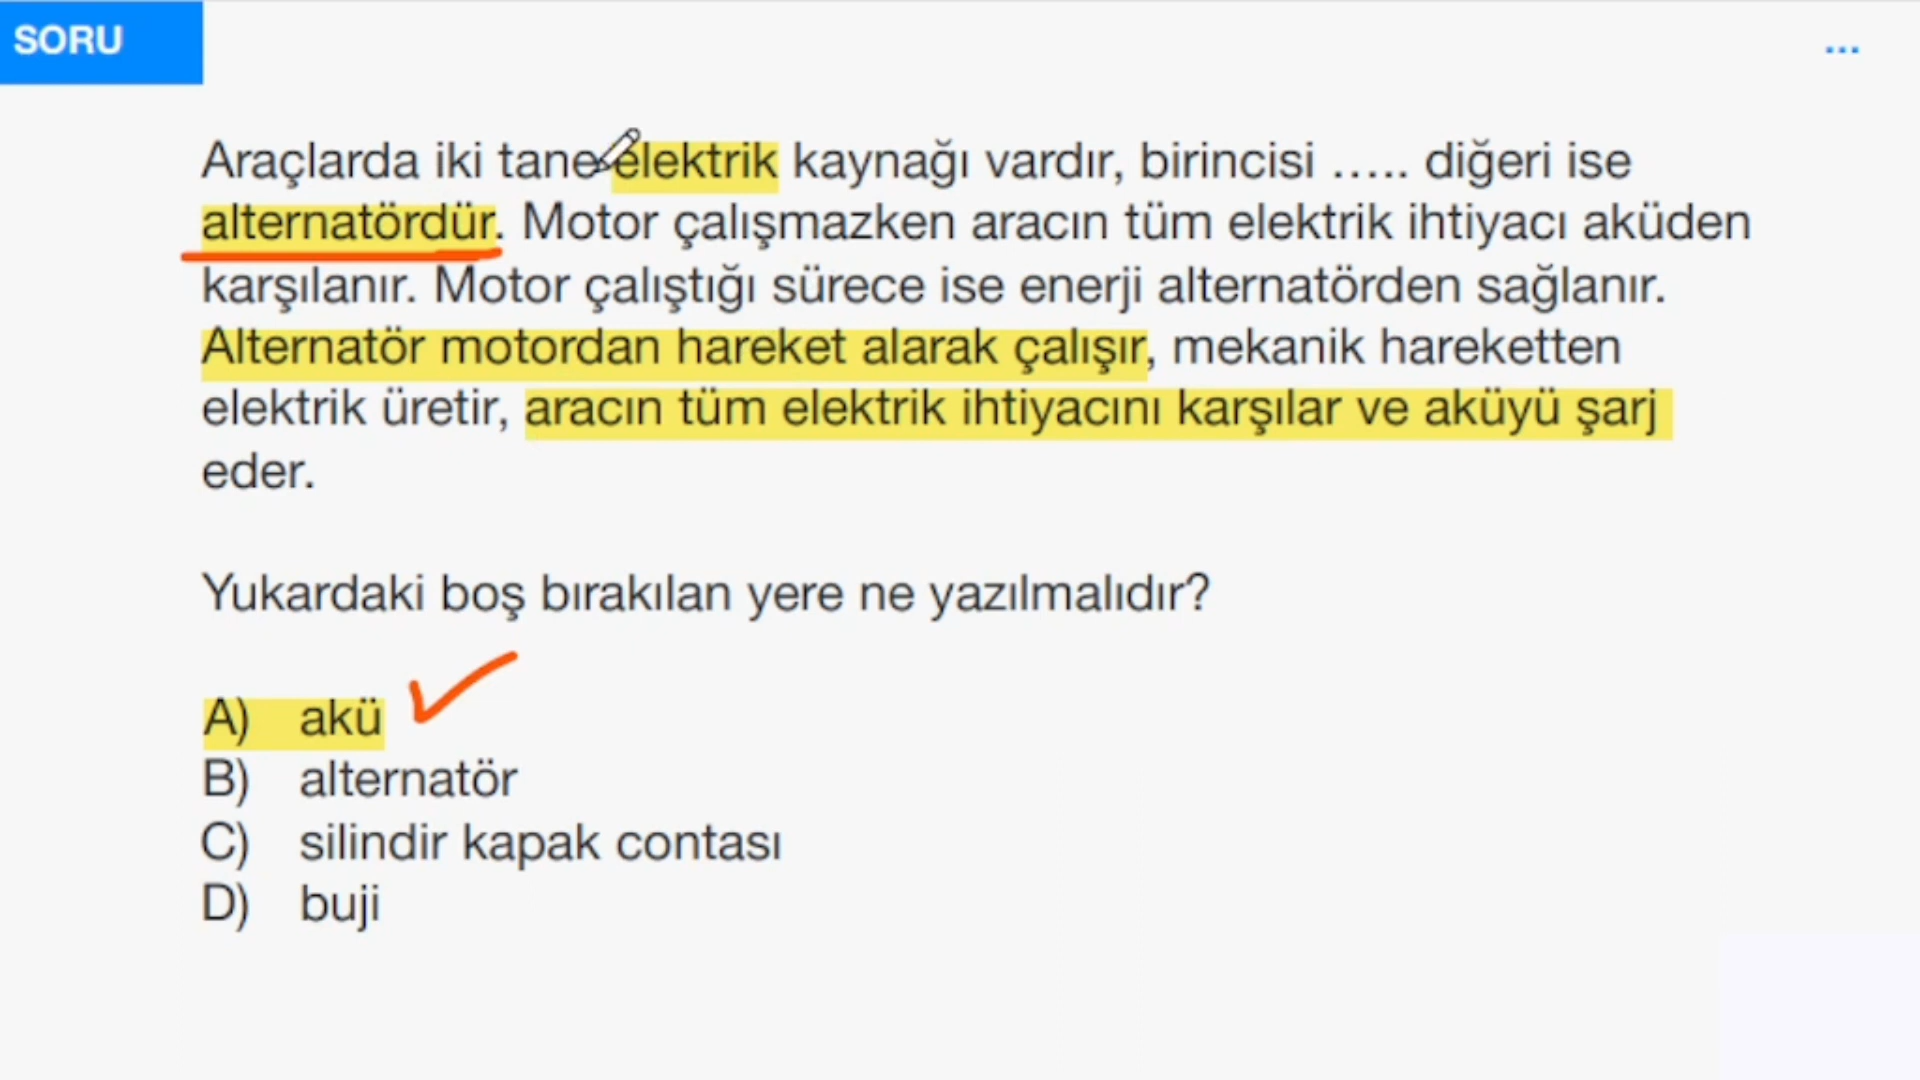 SORU
...
Araçlarda iki tane elektrik kaynağı vardır, birincisi ..... diğeri ise
alternatördür. Motor çalışmazken aracın tüm elektrik ihtiyacı aküden
karşılanır. Motor çalıştığı sürece ise enerji alternatörden sağlanır.
Alternatör motordan hareket alarak çalışır, mekanik hareketten
elektrik üretir, aracın tüm elektrik ihtiyacını karşılar ve aküyü şarj
eder.
Yukardaki boş bırakılan yere ne yazılmalıdır?
A) akü
B) alternatör
C) silindir kapak contası
D) buji